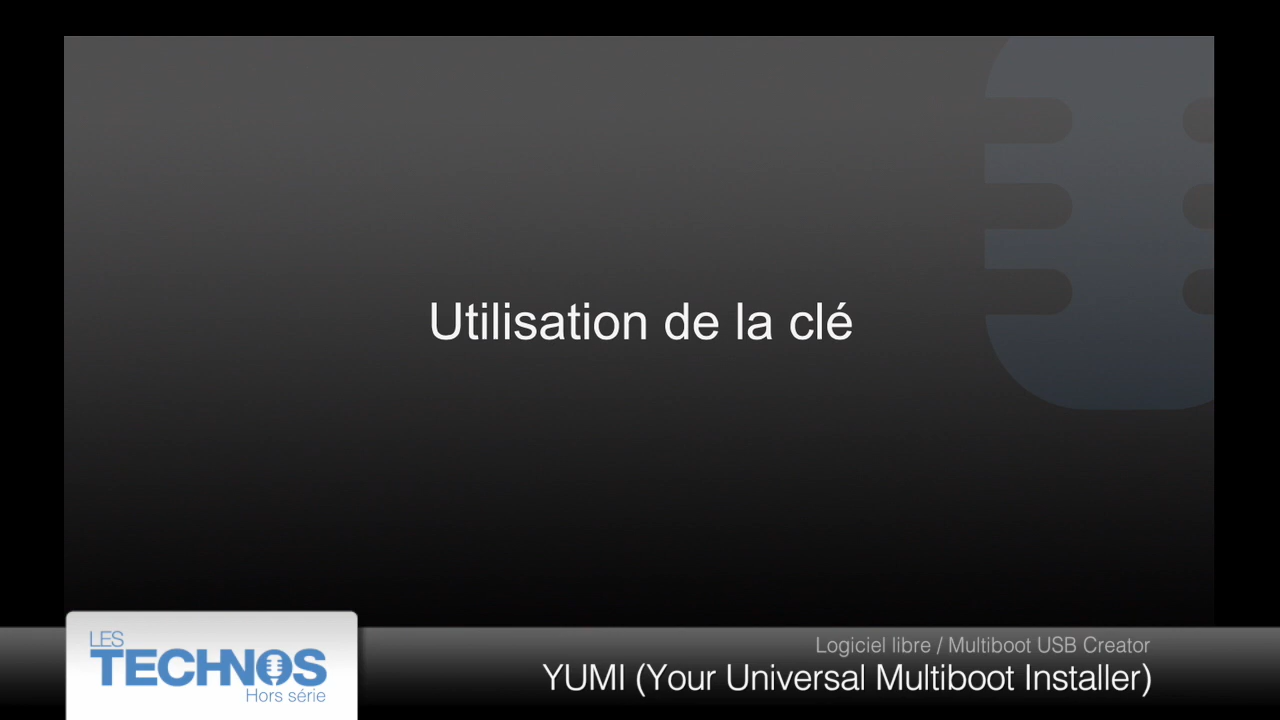 Utilisation de la clé
LES
TECHNOS
Hors série
Logiciel libre / Multiboot USB Creator
YUMI (Your Universal Multiboot Installer)